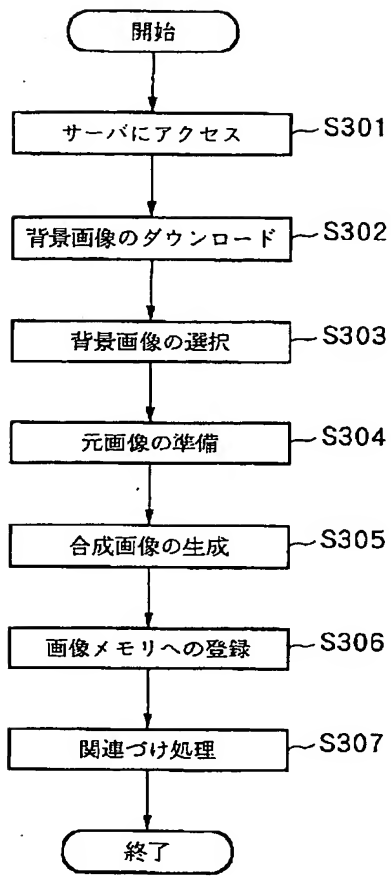 開始
サーバにアクセス
S301
背景画像のダウンロード
S302
背景画像の選択
S303
元画像の準備
S304
合成画像の生成
S305
画像メモリへの登録
S306
関連づけ処理
S307
終了